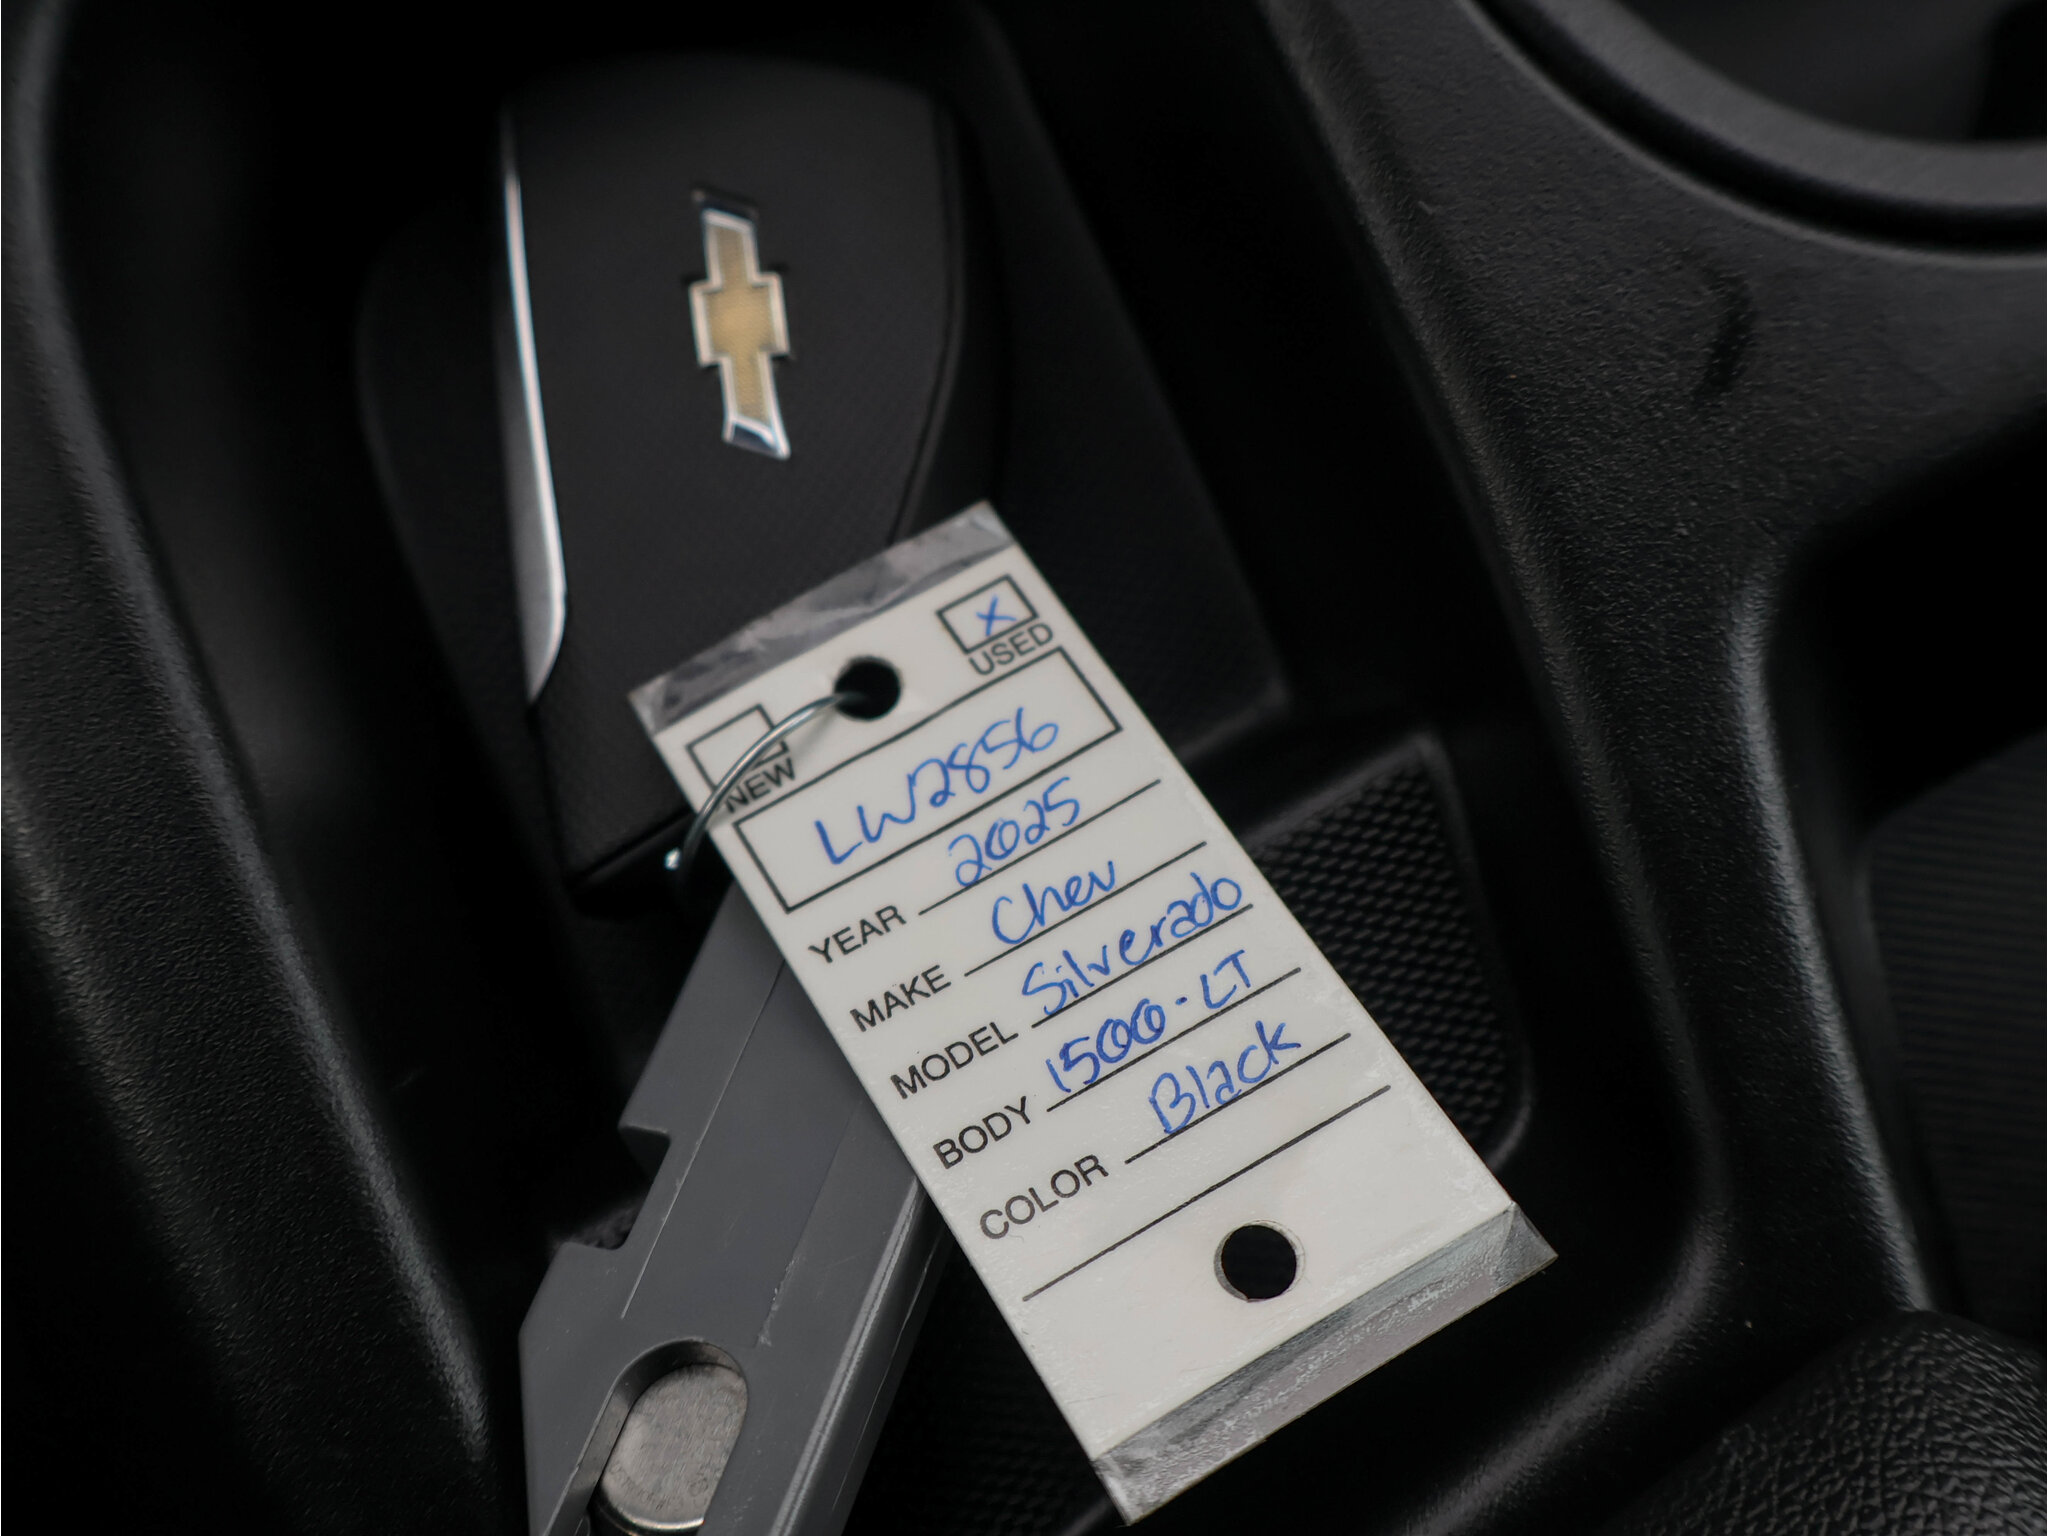 X
USED
NEW
LW2856
YEAR 2025
MAKE Chev
MODEL Silverado
BODY 1500-LT
COLOR Black